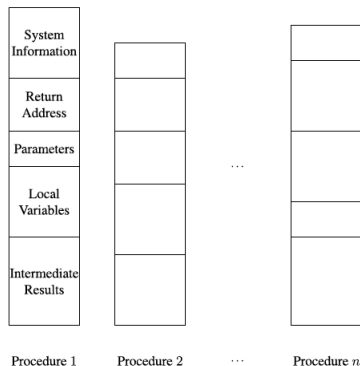 System
Information
Return
Address
Parameters
Local
Variables
Intermediate
Results
...
Procedure 1 Procedure 2 ... Procedure n